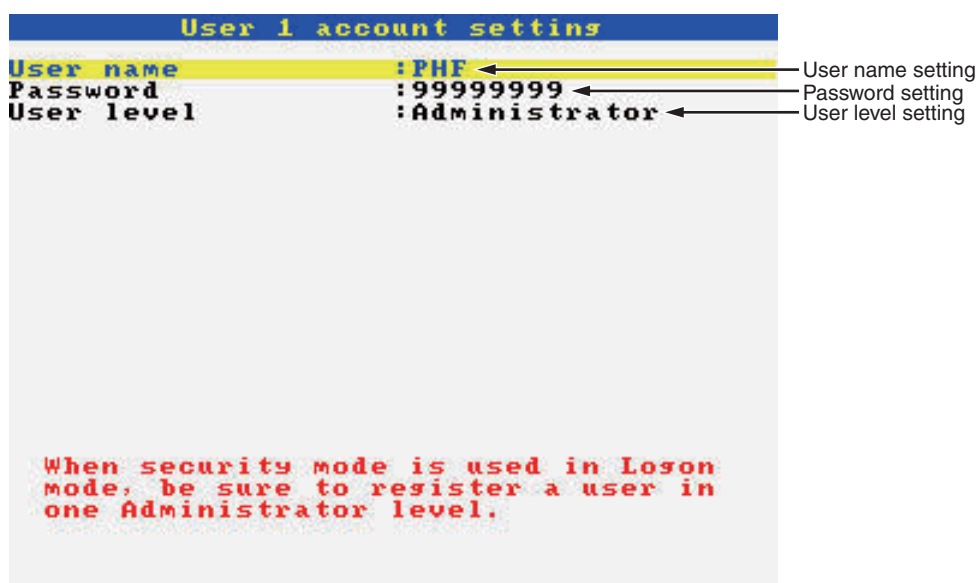 User 1 account setting
User name :PHF
User name setting
Password :99999999
Password setting
User level :Administrator
User level setting
When security mode is used in Logon
mode, be sure to register a user in
one Administrator level.